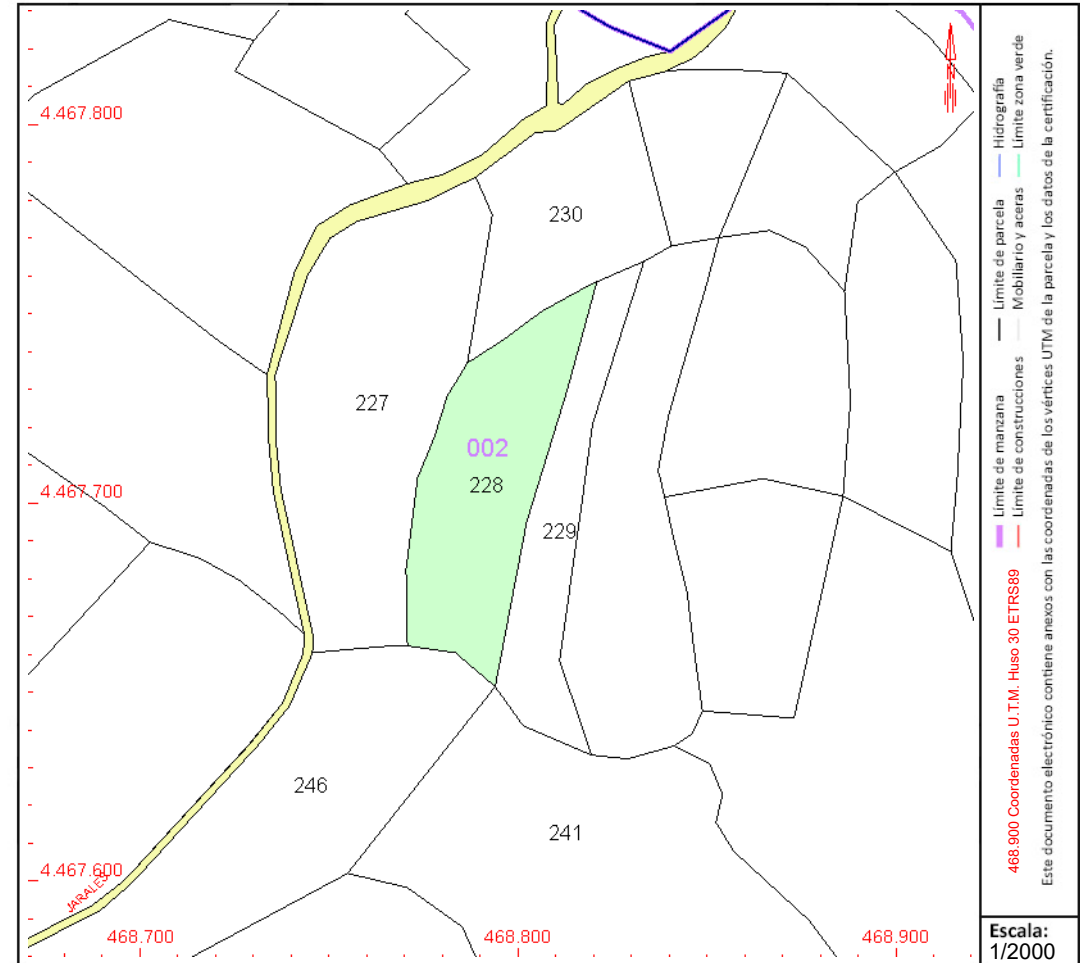 4.467.800
230
227
002
228
4.467.700
229
246
241
4.467.600
JARALES
468.700
468.800
468.900
N
468.900 Coordenadas U.T.M. Huso 30 ETRS89
Límite de manzana
Límite de parcela
Hidrografía
Límite de construcciones
Mobiliario y aceras
Límite zona verde
Este documento electrónico contiene anexos con las coordenadas de los vértices UTM de la parcela y los datos de la certificación.
Escala:
1/2000